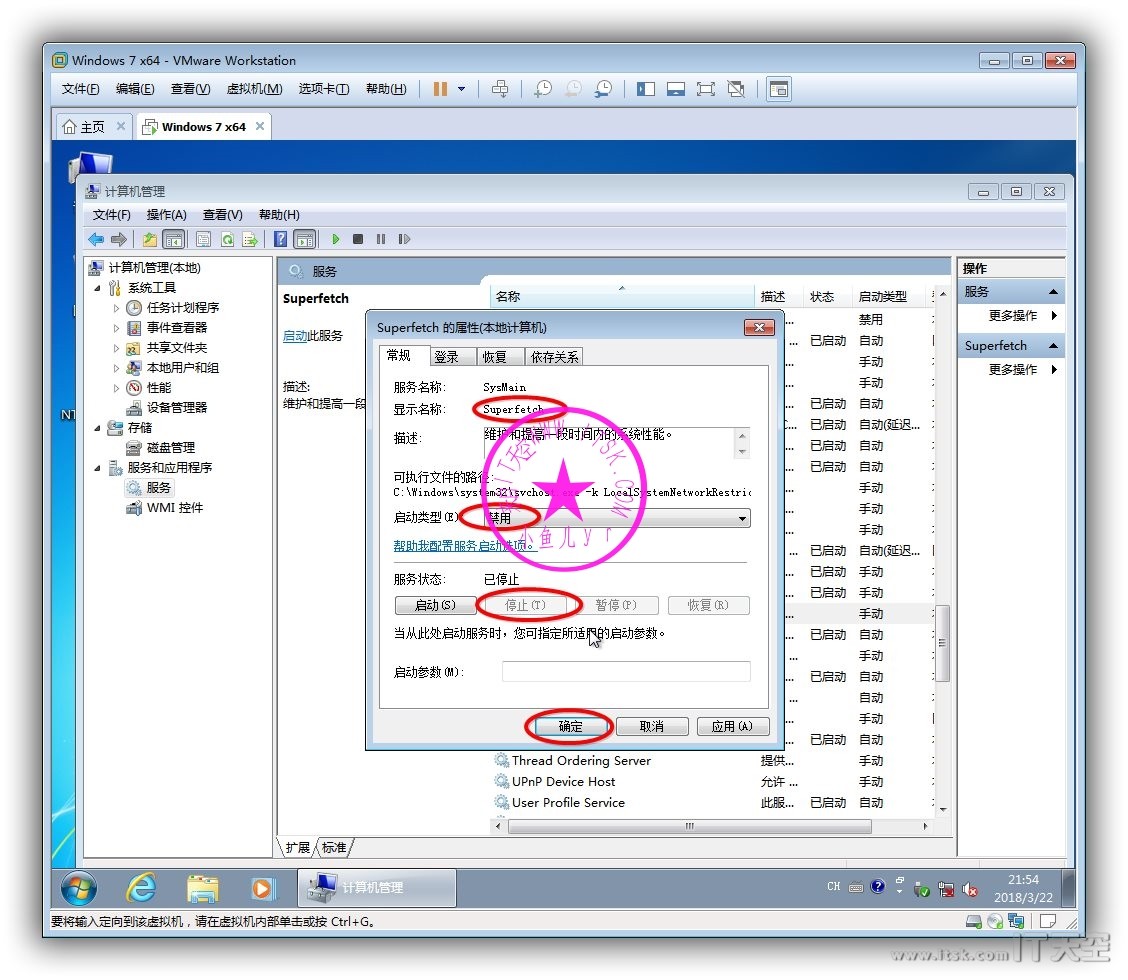 Windows 7 x64 - VMware Workstation
文件(F) 编辑(E) 查看(V) 虚拟机(M) 选项卡(T) 帮助(H)
主页 Windows 7 x64
计算机管理
文件(F) 操作(A) 查看(V) 帮助(H)
计算机管理(本地)
系统工具
任务计划程序
事件查看器
共享文件夹
本地用户和组
性能
设备管理器
存储
磁盘管理
服务和应用程序
服务
WMI 控件
服务
Superfetch
启动此服务
描述:
维护和提高一段
名称 描述 状态 启动类型
禁用
已启动 自动
手动
手动
已启动 自动
已启动 自动(延迟...
已启动 自动
已启动 自动
手动
手动
手动
已启动 自动(延迟...
已启动 手动
已启动 手动
手动
已启动 自动
手动
已启动 自动
自动
手动
已启动 自动
Thread Ordering Server 提供... 手动
UPnP Device Host 允许 ... 手动
User Profile Service 此服... 已启动 自动
扩展 标准
操作
服务
更多操作
Superfetch
更多操作
Superfetch 的属性(本地计算机)
常规 登录 恢复 依存关系
服务名称: SysMain
显示名称: Superfetch
描述: 维护和提高一段时间内的系统性能。
可执行文件的路径:
C:\Windows\system32\svchost.exe -k LocalSystemNetworkRestric
启动类型(E): 禁用
帮助我配置服务启动选项。
服务状态: 已停止
启动(S) 停止(T) 暂停(P) 恢复(R)
当从此处启动服务时，您可指定所适用的启动参数。
启动参数(M):
确定 取消 应用(A)
小鱼儿yr
计算机管理
CH
21:54
2018/3/22
要将输入定向到该虚拟机，请在虚拟机内部单击或按 Ctrl+G。
www.itsk.com IT天空